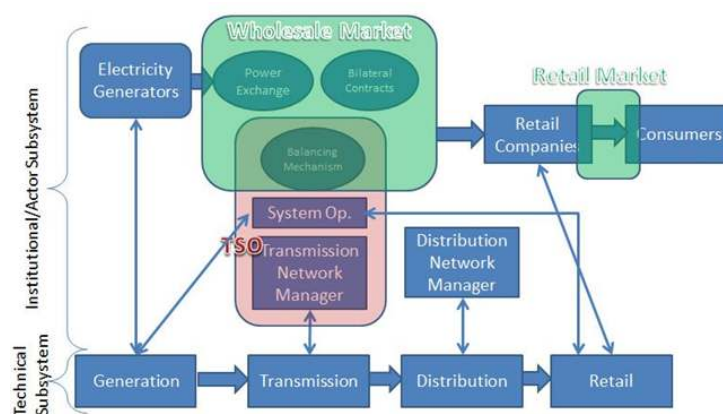 Wholesale Market
Electricity
Generators
Power
Exchange
Bilateral
Contracts
Retail Market
Retail
Companies
Consumers
Balancing
Mechanism
System Op.
TSO
Transmission
Network
Manager
Distribution
Network
Manager
Institutional/Actor Subsystem
Technical
Subsystem
Generation
Transmission
Distribution
Retail